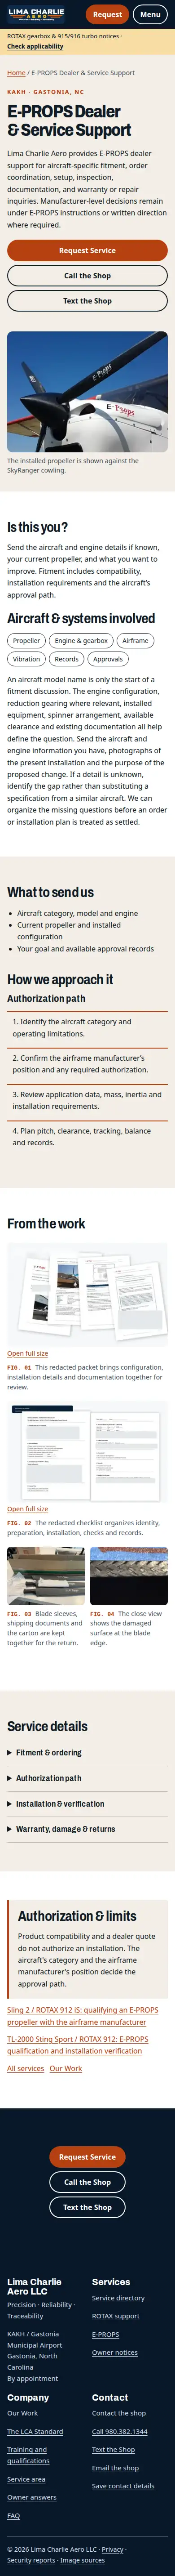 LIMA CHARLIE
AERO
Request
Menu
ROTAX gearbox & 915/916 turbo notices ·
Check applicability
Home / E-PROPS Dealer & Service Support
KAKH · GASTONIA, NC
E-PROPS Dealer
& Service Support
Lima Charlie Aero provides E-PROPS dealer
support for aircraft-specific fitment, order
coordination, setup, inspection,
documentation, and warranty or repair
inquiries. Manufacturer-level decisions remain
under E-PROPS instructions or written direction
where required.
Request Service
Call the Shop
Text the Shop
E-Props
E-Props
The installed propeller is shown against the
SkyRanger cowling.
Is this you?
Send the aircraft and engine details if known,
your current propeller, and what you want to
improve. Fitment includes compatibility,
installation requirements and the aircraft's
approval path.
Aircraft & systems involved
Propeller
Engine & gearbox
Airframe
Vibration
Records
Approvals
An aircraft model name is only the start of a
fitment discussion. The engine configuration,
reduction gearing where relevant, installed
equipment, spinner arrangement, available
clearance and existing documentation all help
define the question. Send the aircraft and
engine information you have, photographs of
the present installation and the purpose of the
proposed change. If a detail is unknown,
identify the gap rather than substituting a
specification from a similar aircraft. We can
organize the missing questions before an order
or installation plan is treated as settled.
What to send us
• Aircraft category, model and engine
• Current propeller and installed
configuration
• Your goal and available approval records
How we approach it
Authorization path
1. Identify the aircraft category and
operating limitations.
2. Confirm the airframe manufacturer's
position and any required authorization.
3. Review application data, mass, inertia and
installation requirements.
4. Plan pitch, clearance, tracking, balance
and records.
From the work
Open full size
FIG. 01 This redacted packet brings configuration,
installation details and documentation together for
review.
Open full size
FIG. 02 The redacted checklist organizes identity,
preparation, installation, checks and records.
FIG. 03 Blade sleeves,
shipping documents and
the carton are kept
together for the return.
FIG. 04 The close view
shows the damaged
surface at the blade
edge.
Service details
Fitment & ordering
Authorization path
Installation & verification
Warranty, damage & returns
Authorization & limits
Product compatibility and a dealer quote
do not authorize an installation. The
aircraft's category and the airframe
manufacturer's position decide the
approval path.
Sling 2 / ROTAX 912 iS: qualifying an E-PROPS
propeller with the airframe manufacturer
TL-2000 Sting Sport / ROTAX 912: E-PROPS
qualification and installation verification
All services Our Work
Request Service
Call the Shop
Text the Shop
Lima Charlie
Aero LLC
Precision · Reliability ·
Traceability
KAKH / Gastonia
Municipal Airport
Gastonia, North
Carolina
By appointment
Services
Service directory
ROTAX support
E-PROPS
Owner notices
Company
Our Work
The LCA Standard
Training and
qualifications
Service area
Owner answers
FAQ
Contact
Contact the shop
Call 980.382.1344
Text the Shop
Email the shop
Save contact details
© 2026 Lima Charlie Aero LLC · Privacy ·
Security reports · Image sources